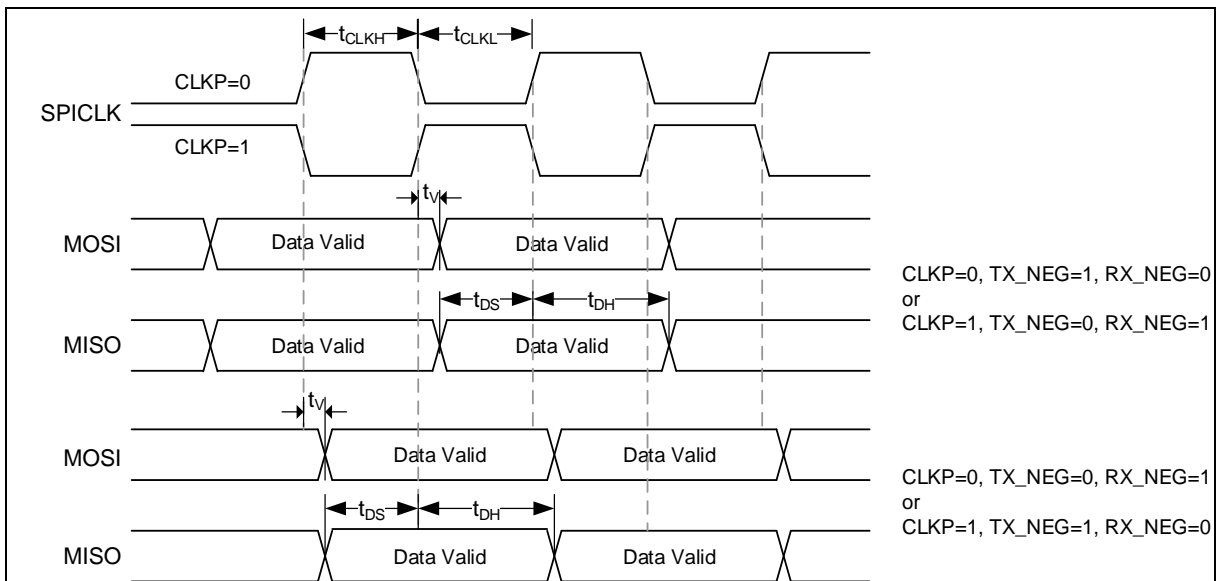 tCLKH tCLKL
CLKP=0
SPICLK
CLKP=1
tV
MOSI Data Valid Data Valid
CLKP=0, TX_NEG=1, RX_NEG=0
or
CLKP=1, TX_NEG=0, RX_NEG=1
tDS tDH
MISO Data Valid Data Valid
tV
MOSI Data Valid Data Valid
CLKP=0, TX_NEG=0, RX_NEG=1
or
CLKP=1, TX_NEG=1, RX_NEG=0
tDS tDH
MISO Data Valid Data Valid